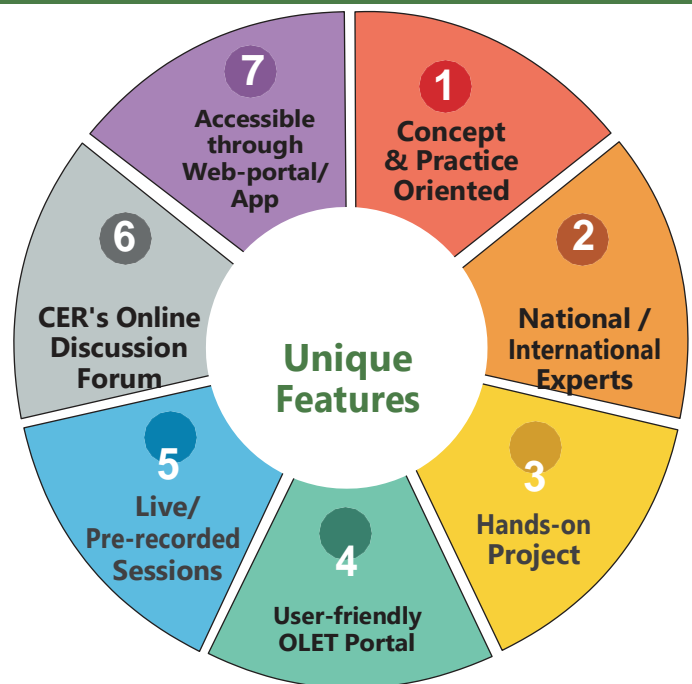 Unique
Features
1
Concept
& Practice
Oriented
2
National /
International
Experts
3
Hands-on
Project
4
User-friendly
OLET Portal
5
Live/
Pre-recorded
Sessions
6
CER's Online
Discussion
Forum
7
Accessible
through
Web-portal/
App